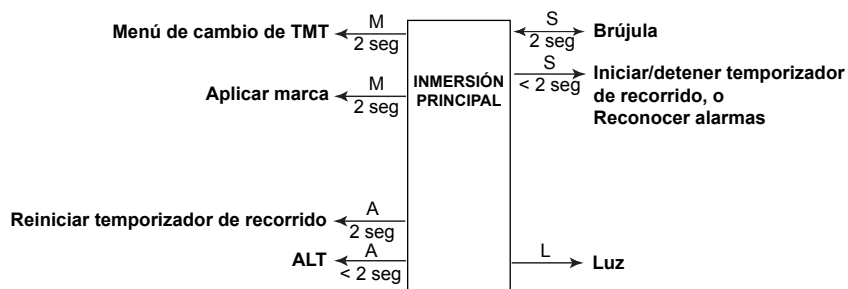 Menú de cambio de TMT
M
2 seg
Aplicar marca
M
2 seg
Reiniciar temporizador de recorrido
A
2 seg
ALT
A
< 2 seg
INMERSIÓN
PRINCIPAL
S
2 seg
Brújula
S
< 2 seg
Iniciar/detener temporizador
de recorrido, o
Reconocer alarmas
L
Luz